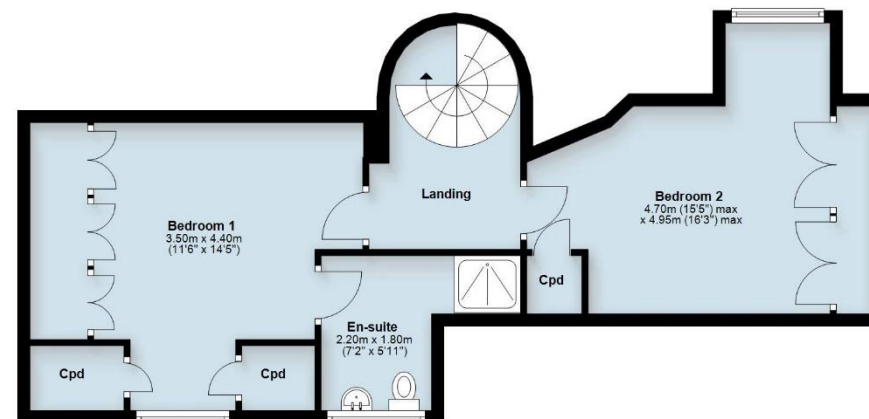 Landing
Bedroom 1
3.50m x 4.40m
(11'6" x 14'5")
Bedroom 2
4.70m (15'5") max
x 4.95m (16'3") max
Cpd
En-suite
2.20m x 1.80m
(7'2" x 5'11")
Cpd
Cpd